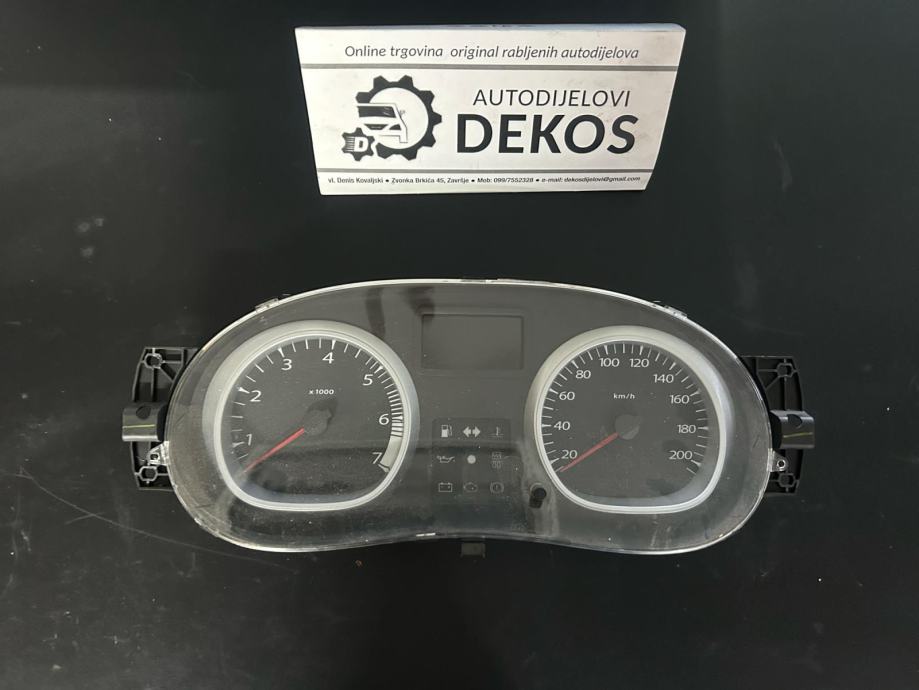 Online trgovina original rabljenih autodijelova
AUTODIJELOVI
DEKOS
D
vl. Denis Kovaljski ● Zvonka Brkića 45, Završje ● Mob: 099/7552328 ● e-mail: dekosdijelovi@gmail.com
1
2
3
4
5
6
7
x 1000
20
40
60
80
100
120
140
160
180
200
km/h